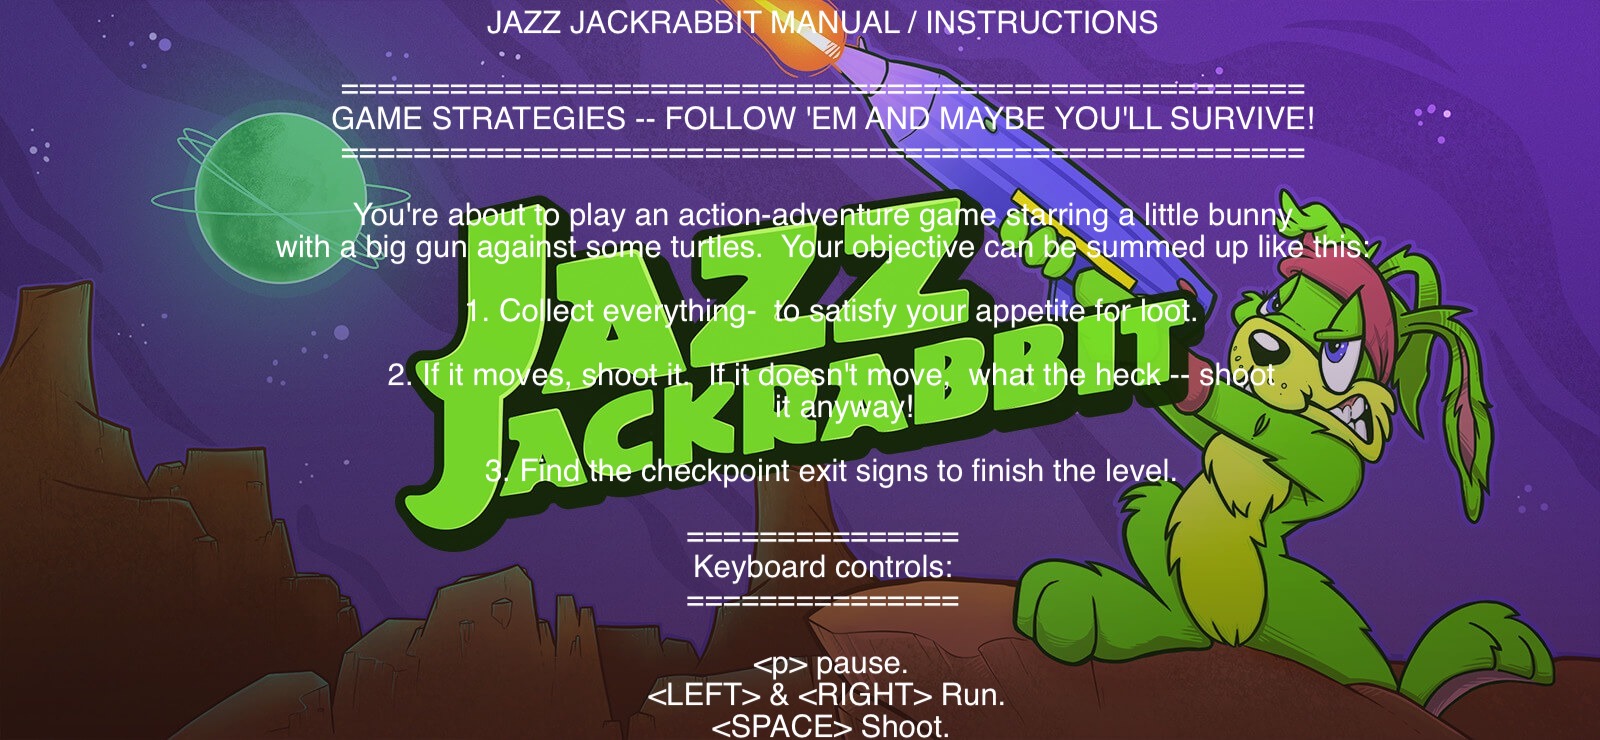 JAZZ JACKRABBIT MANUAL / INSTRUCTIONS
=====================================================
GAME STRATEGIES -- FOLLOW 'EM AND MAYBE YOU'LL SURVIVE!
=====================================================
You're about to play an action-adventure game starring a little bunny
with a big gun against some turtles.  Your objective can be summed up like this:
1. Collect everything-  to satisfy your appetite for loot.
2. If it moves, shoot it.  If it doesn't move,  what the heck -- shoot
it anyway!
3. Find the checkpoint exit signs to finish the level.
===============
Keyboard controls:
===============
<p> pause.
<LEFT> & <RIGHT> Run.
<SPACE> Shoot.
JAZZ
JACKRABBIT